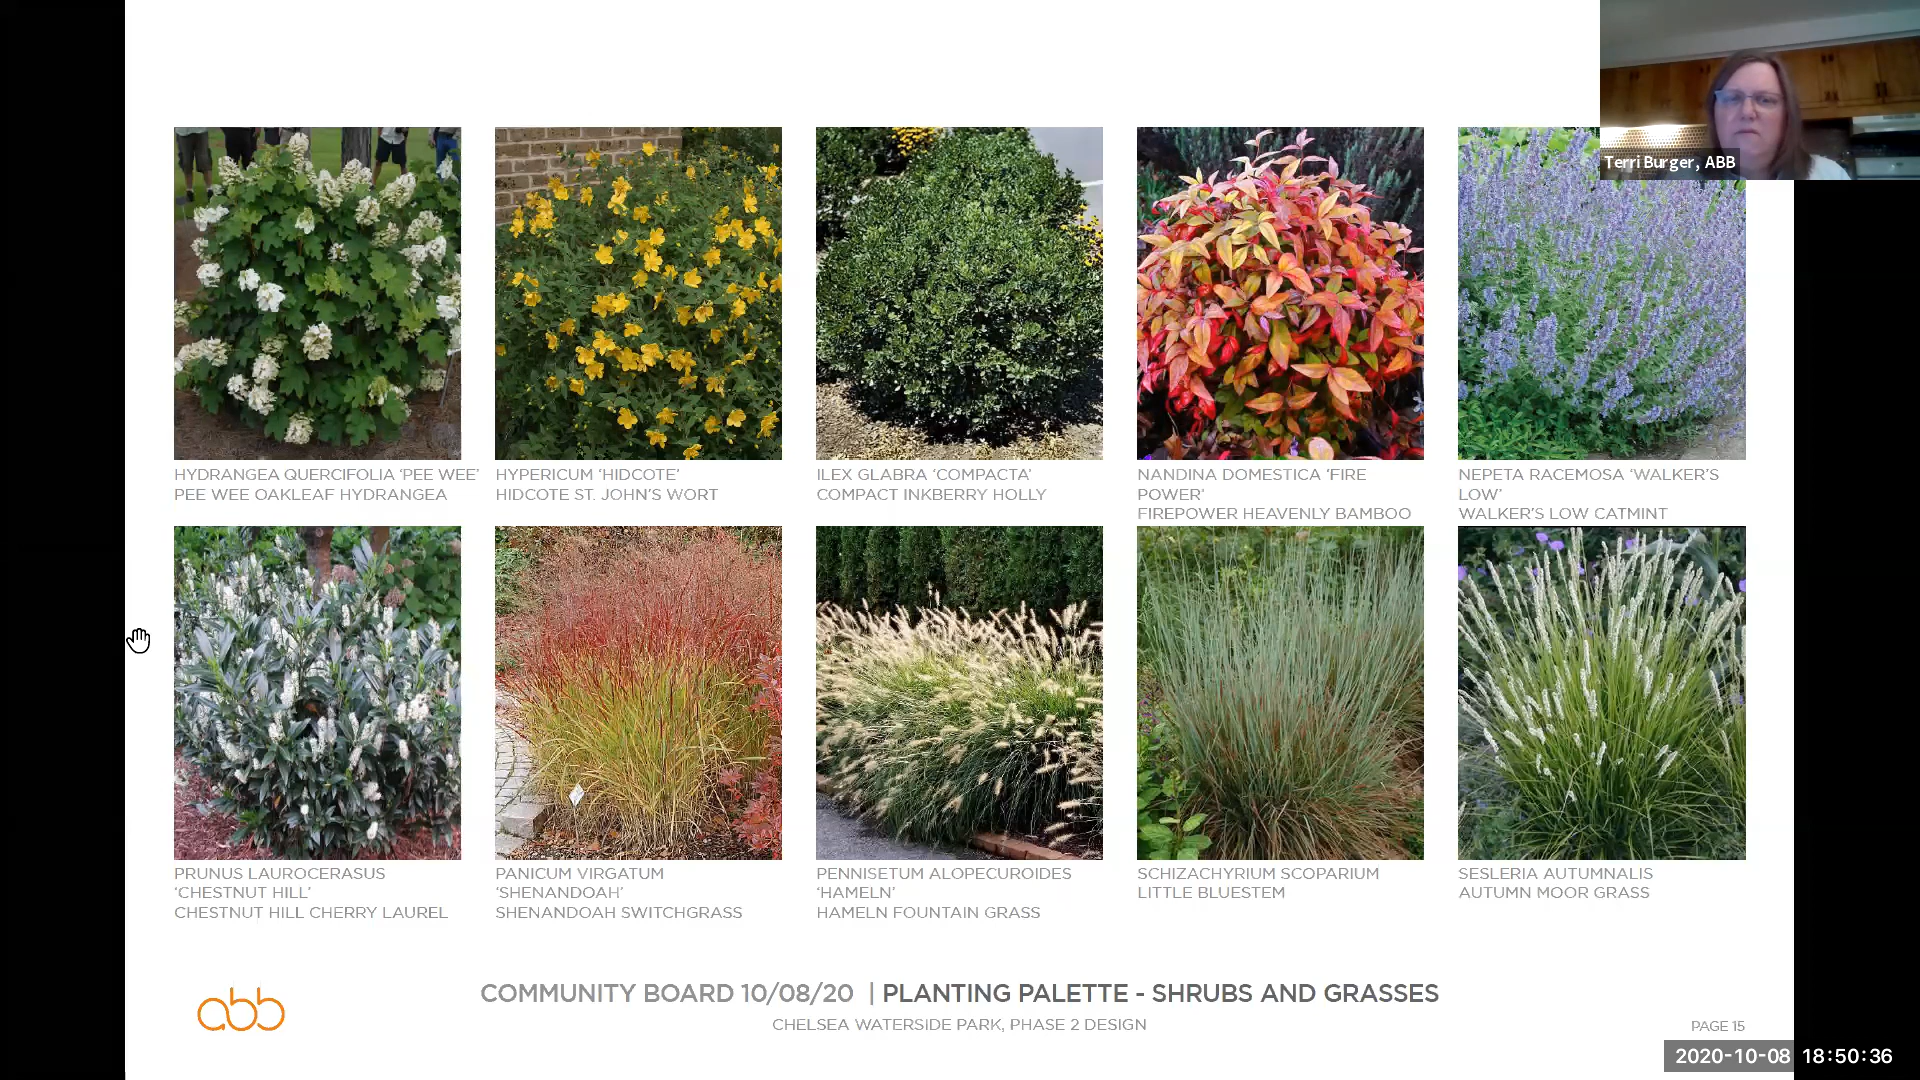 Terri Burger, ABB
HYDRANGEA QUERCIFOLIA ‘PEE WEE’
PEE WEE OAKLEAF HYDRANGEA
HYPERICUM ‘HIDCOTE’
HIDCOTE ST. JOHN’S WORT
ILEX GLABRA ‘COMPACTA’
COMPACT INKBERRY HOLLY
NANDINA DOMESTICA ‘FIRE
POWER’
FIREPOWER HEAVENLY BAMBOO
NEPETA RACEMOSA ‘WALKER’S
LOW’
WALKER’S LOW CATMINT
PRUNUS LAUROCERASUS
‘CHESTNUT HILL’
CHESTNUT HILL CHERRY LAUREL
PANICUM VIRGATUM
‘SHENANDOAH’
SHENANDOAH SWITCHGRASS
PENNISETUM ALOPECUROIDES
‘HAMELN’
HAMELN FOUNTAIN GRASS
SCHIZACHYRIUM SCOPARIUM
LITTLE BLUESTEM
SESLERIA AUTUMNALIS
AUTUMN MOOR GRASS
abb
COMMUNITY BOARD 10/08/20 | PLANTING PALETTE - SHRUBS AND GRASSES
CHELSEA WATERSIDE PARK, PHASE 2 DESIGN
PAGE 15
2020-10-08 18:50:36